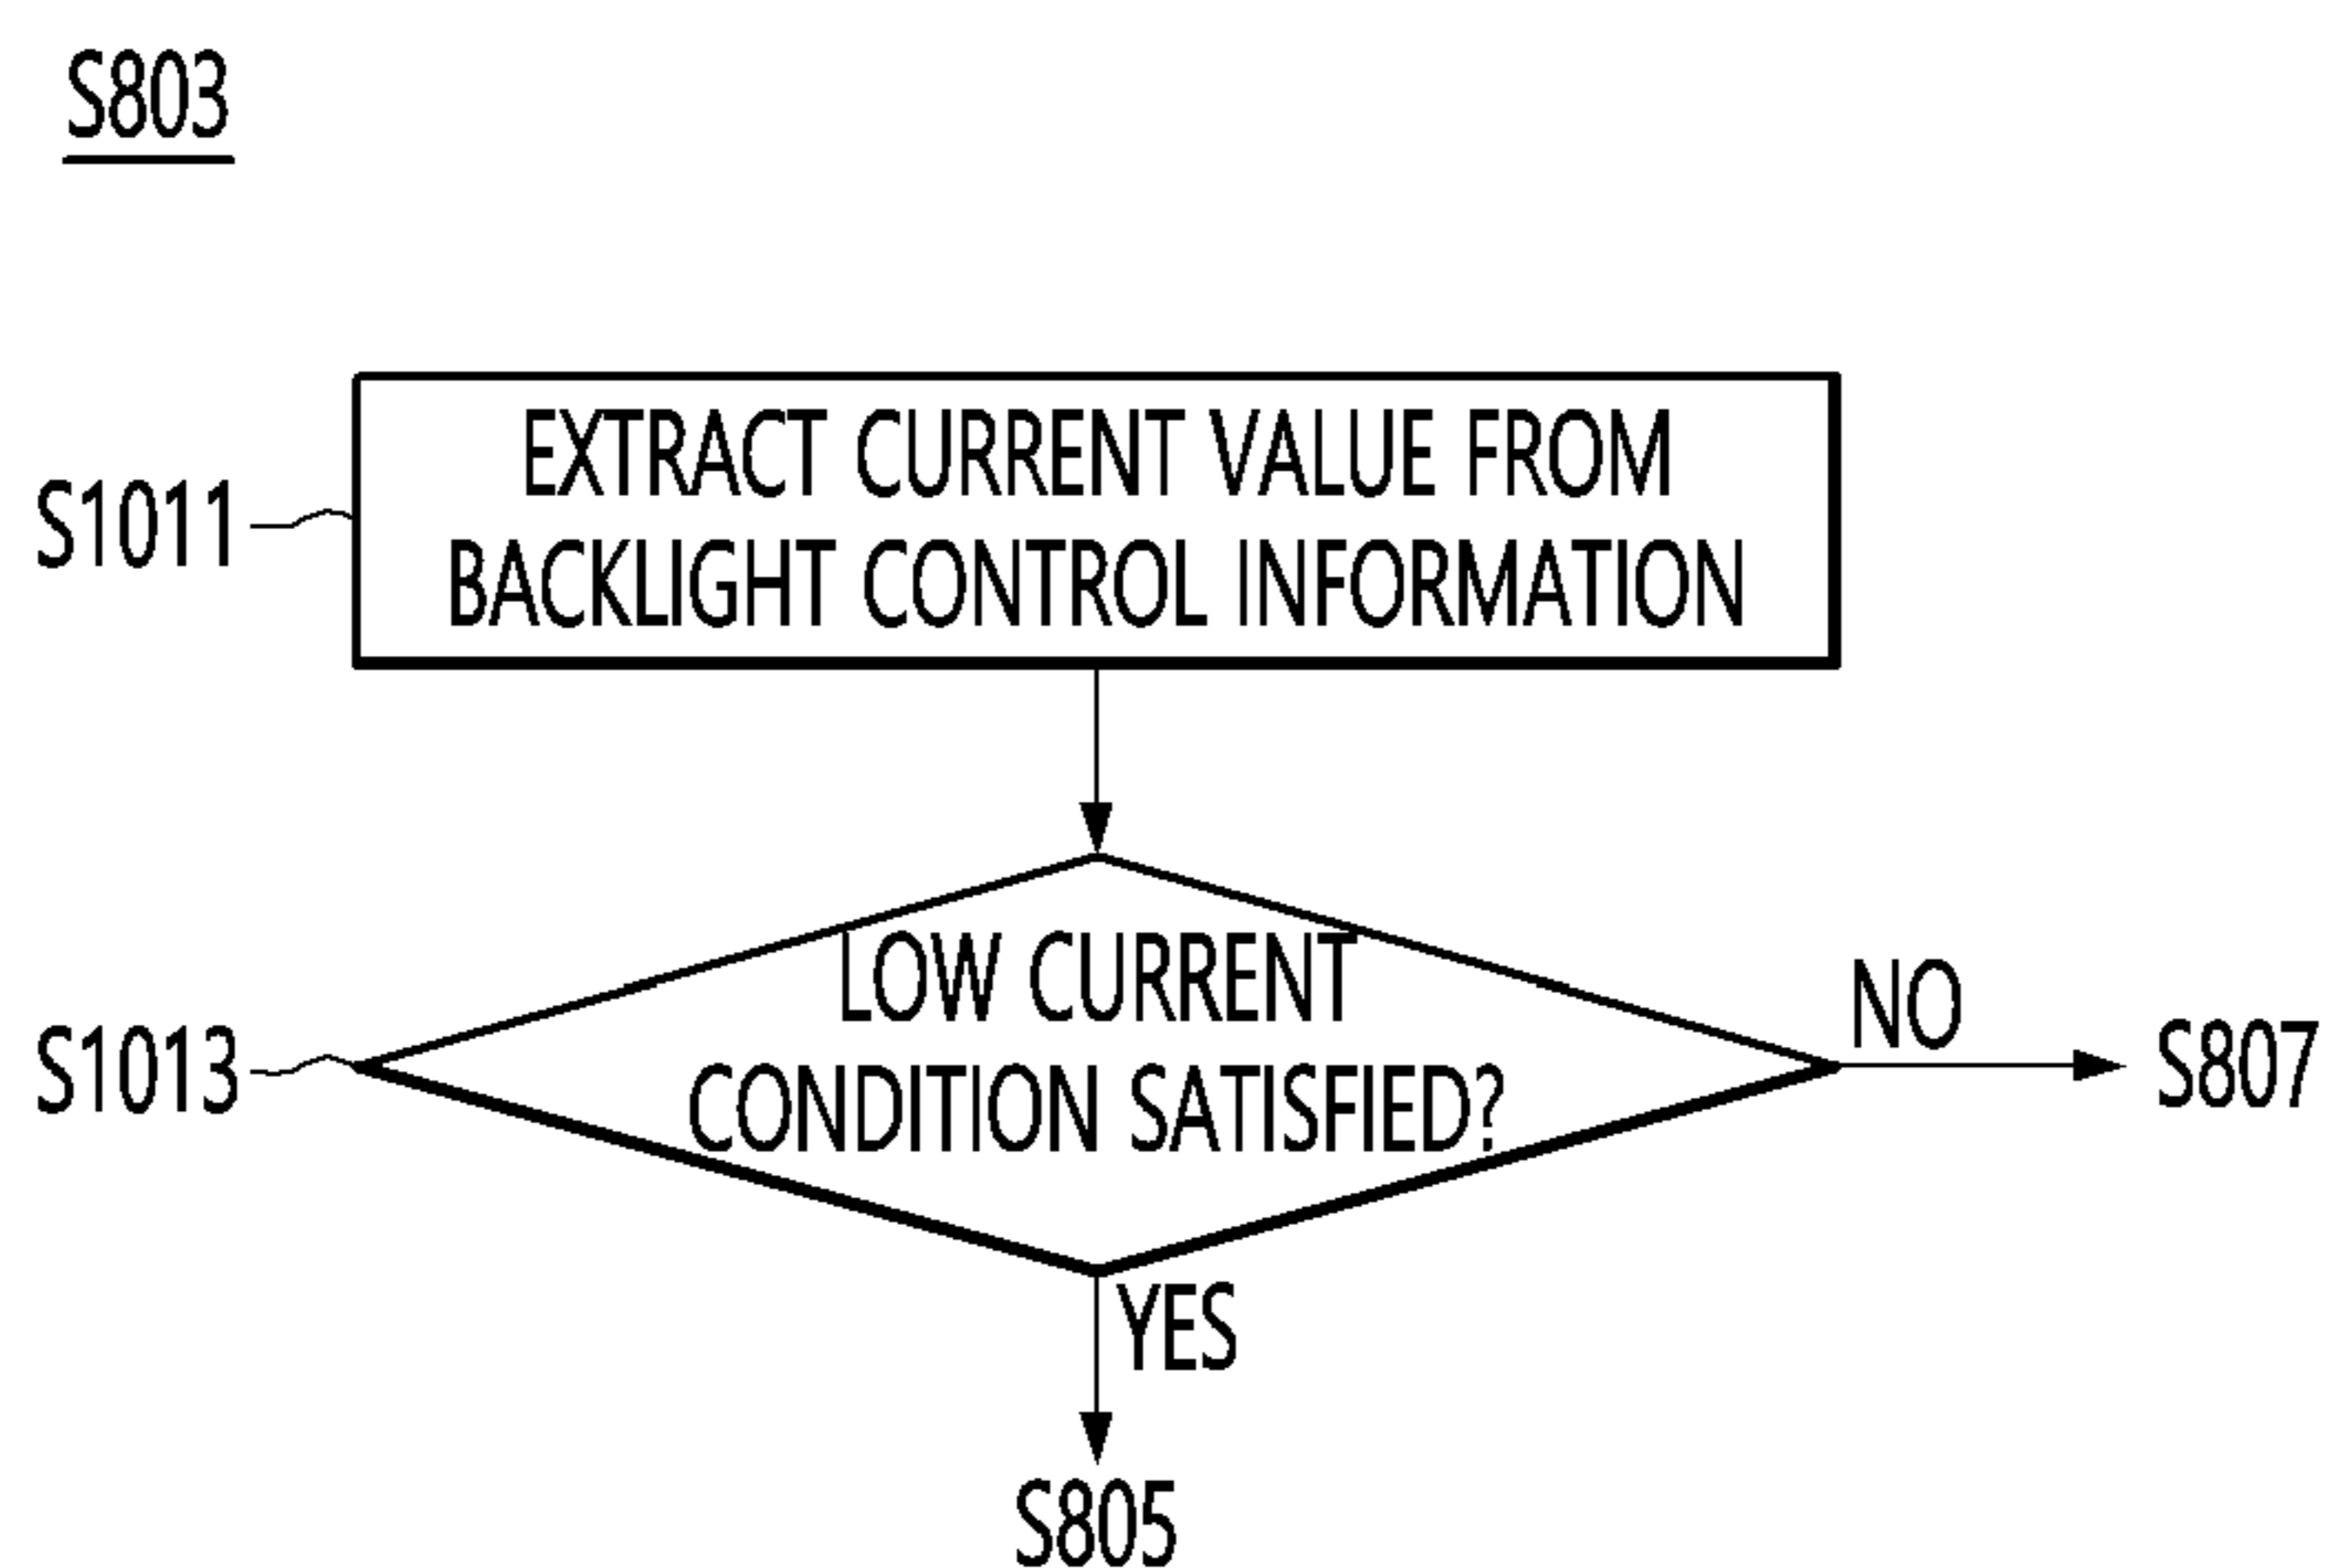 S803
S1011
EXTRACT CURRENT VALUE FROM
BACKLIGHT CONTROL INFORMATION
S1013
LOW CURRENT
CONDITION SATISFIED?
NO
S807
YES
S805